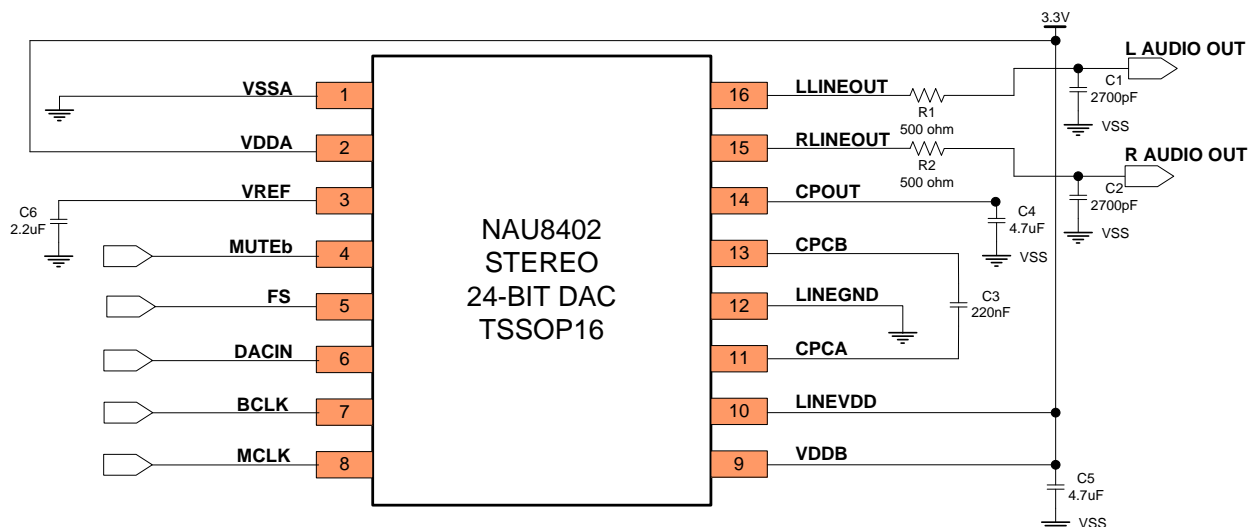 3.3V
L AUDIO OUT
VSSA
1
16
LLINEOUT
R1
500 ohm
C1
2700pF
VSS
VDDA
2
15
RLINEOUT
R2
500 ohm
R AUDIO OUT
C2
2700pF
VSS
VREF
3
14
CPOUT
C4
4.7uF
VSS
C6
2.2uF
MUTEb
4
13
CPCB
NAU8402
STEREO
24-BIT DAC
TSSOP16
FS
5
12
LINEGND
C3
220nF
DACIN
6
11
CPCA
BCLK
7
10
LINEVDD
MCLK
8
9
VDDB
C5
4.7uF
VSS